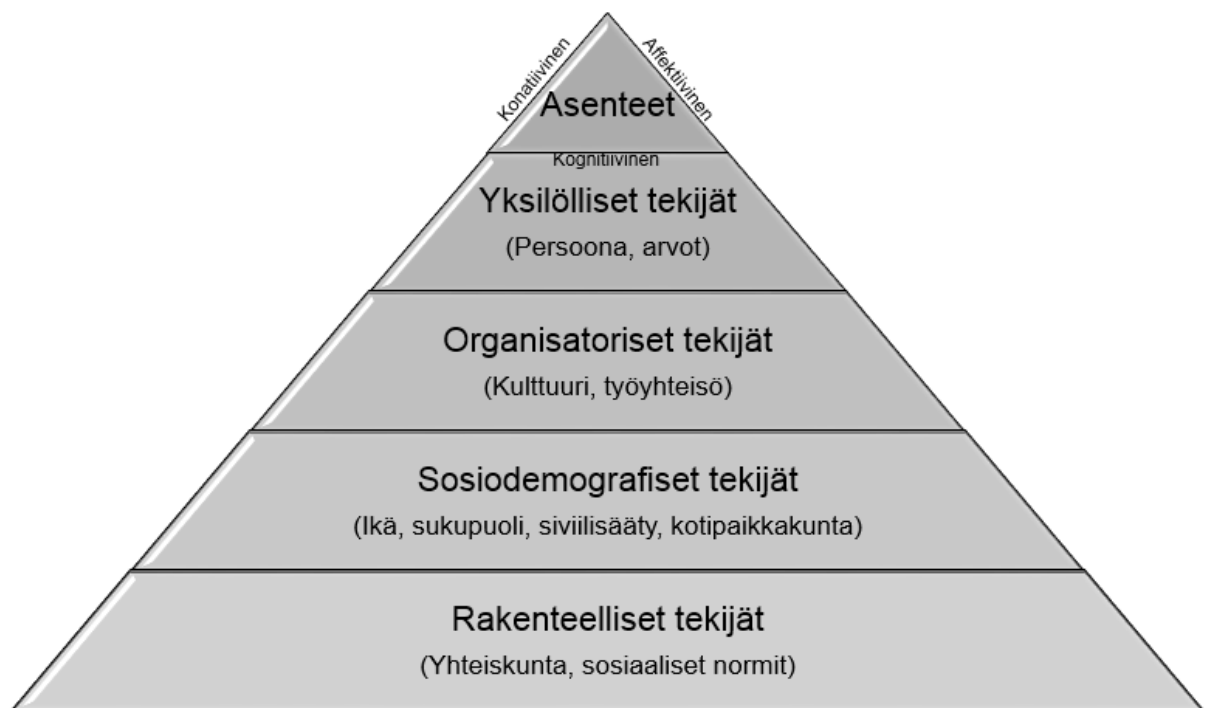 Konatiivinen
Affektiivinen
Asenteet
Kognitiivinen
Yksilölliset tekijät
(Persoona, arvot)
Organisatoriset tekijät
(Kulttuuri, työyhteisö)
Sosiodemografiset tekijät
(Ikä, sukupuoli, siviilisääty, kotipaikkakunta)
Rakenteelliset tekijät
(Yhteiskunta, sosiaaliset normit)